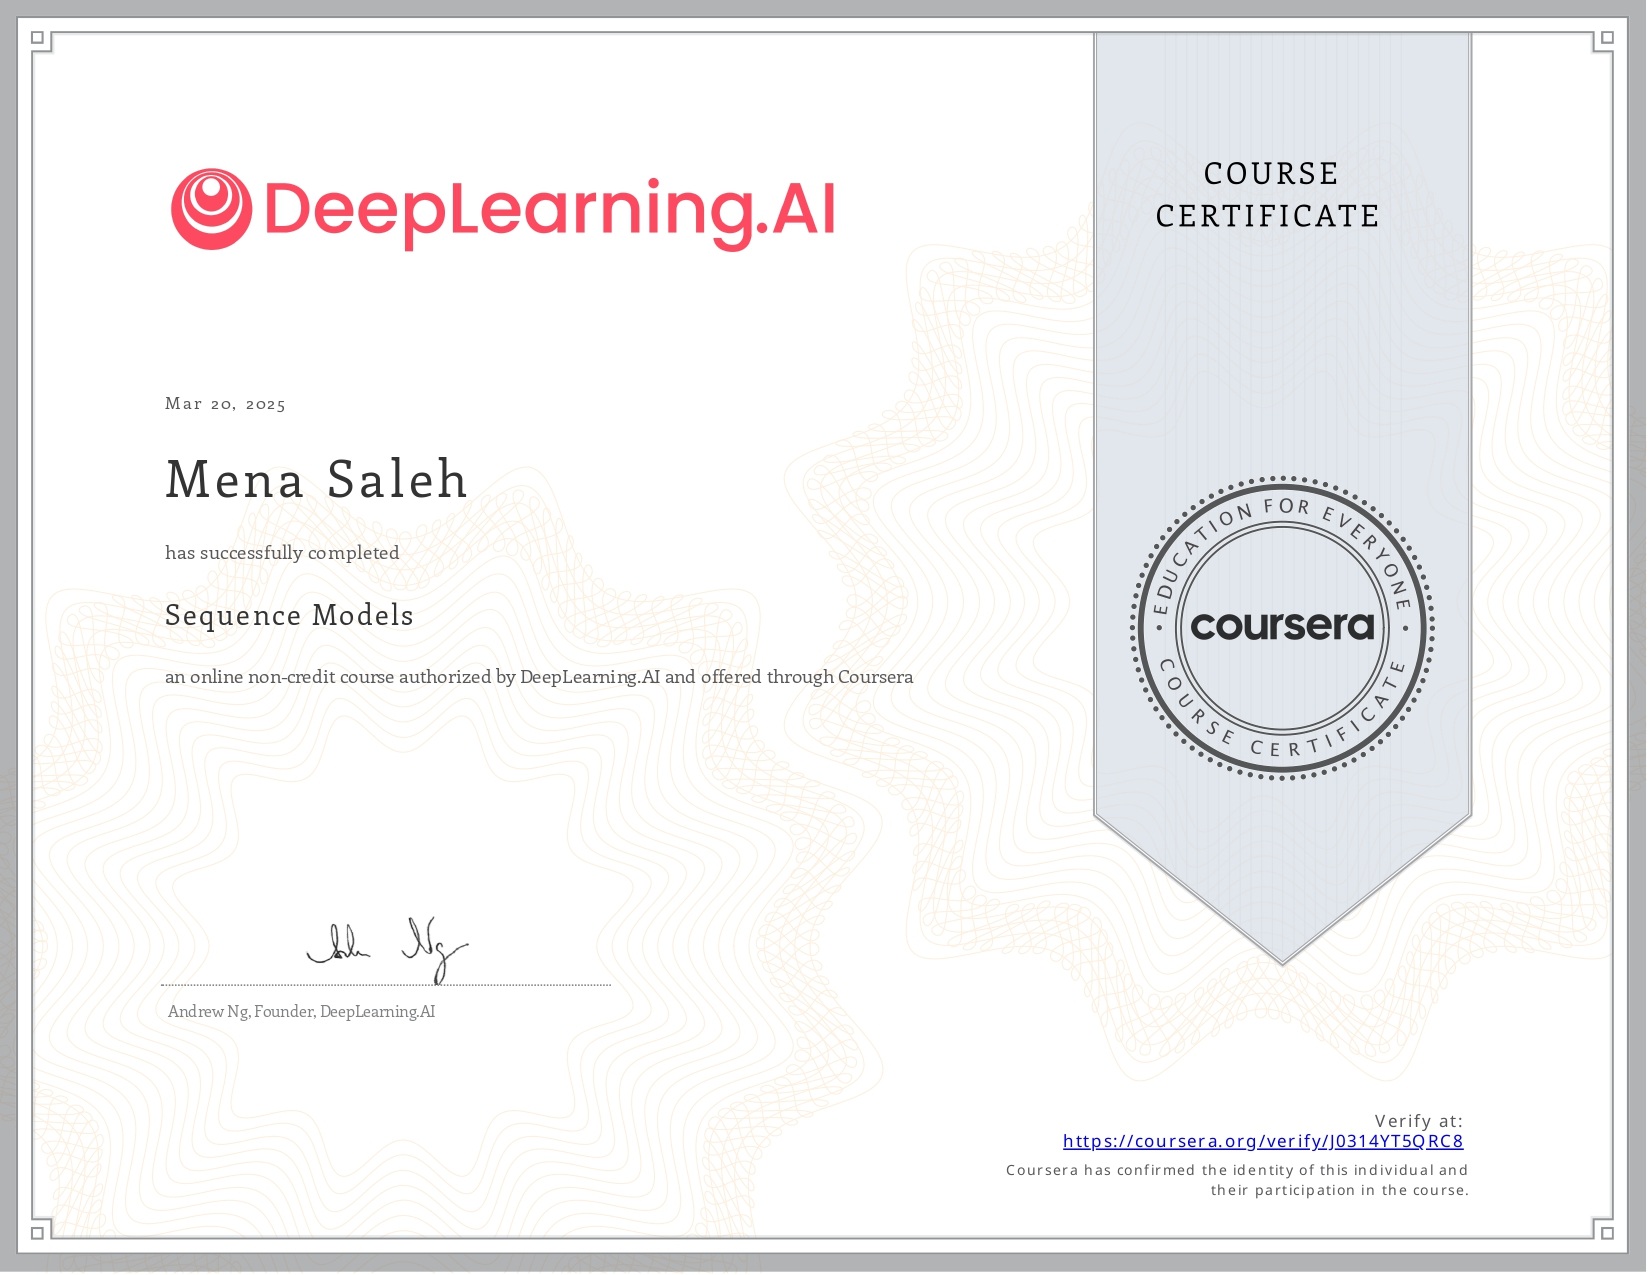 DeepLearning.AI
COURSE
CERTIFICATE
Mar 20, 2025
Mena Saleh
has successfully completed
Sequence Models
an online non-credit course authorized by DeepLearning.AI and offered through Coursera
EDUCATION FOR EVERYONE
coursera
COURSE CERTIFICATE
Andrew Ng
Andrew Ng, Founder, DeepLearning.AI
Verify at:
https://coursera.org/verify/J0314YT5QRC8
Coursera has confirmed the identity of this individual and
their participation in the course.